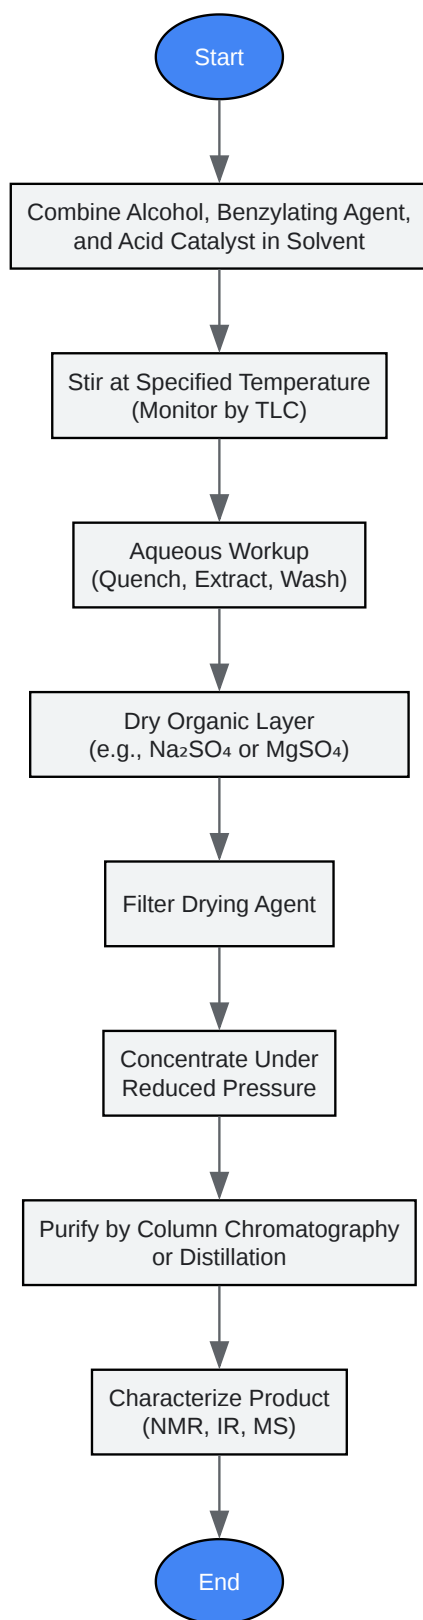 Start
Combine Alcohol, Benzylating Agent,
and Acid Catalyst in Solvent
Stir at Specified Temperature
(Monitor by TLC)
Aqueous Workup
(Quench, Extract, Wash)
Dry Organic Layer
(e.g., Na₂SO₄ or MgSO₄)
Filter Drying Agent
Concentrate Under
Reduced Pressure
Purify by Column Chromatography
or Distillation
Characterize Product
(NMR, IR, MS)
End